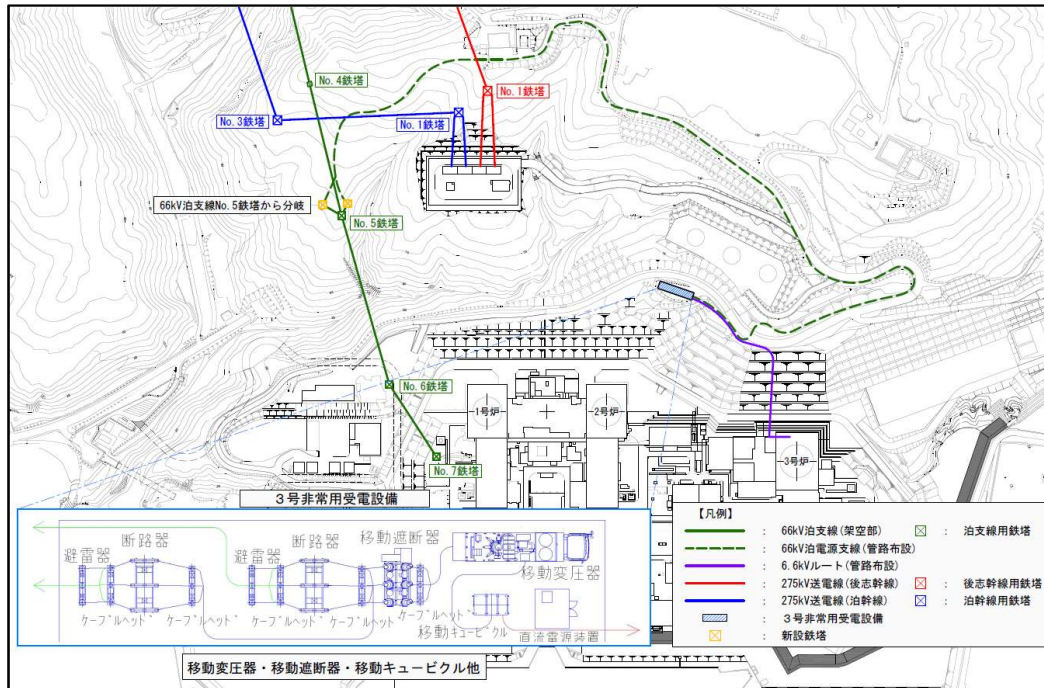 No.4鉄塔
No.1鉄塔
No.3鉄塔
No.1鉄塔
66kV泊支線No.5鉄塔から分岐
No.5鉄塔
No.6鉄塔
1号炉
2号炉
3号炉
No.7鉄塔
3号非常用受電設備
避雷器
断路器
避雷器
断路器
移動遮断器
移動変圧器
ケーブルヘッド
ケーブルヘッド
ケーブルヘッド
ケーブルヘッド
ケーブルヘッド
移動キュービクル
直流電源装置
移動変圧器・移動遮断器・移動キュービクル他
【凡例】
: 66kV泊支線(架空部) : 泊支線用鉄塔
: 66kV泊電源支線(管路布設)
: 6.6kVルート(管路布設)
: 275kV送電線(後志幹線) : 後志幹線用鉄塔
: 275kV送電線(泊幹線) : 泊幹線用鉄塔
: 3号非常用受電設備
: 新設鉄塔